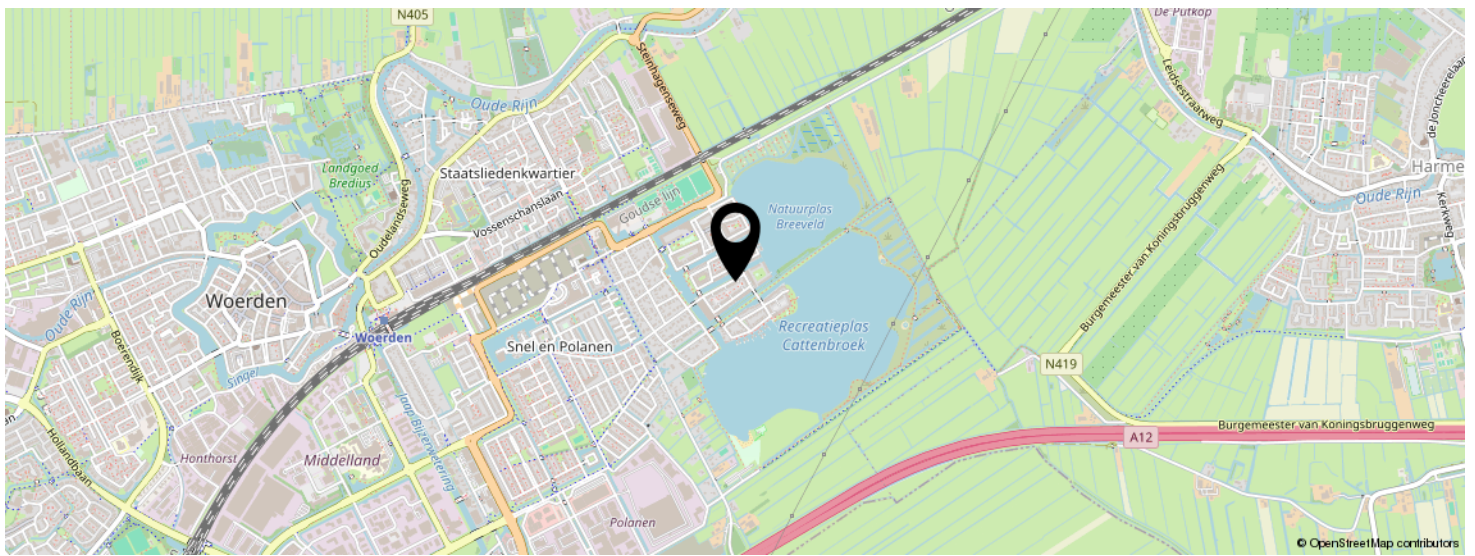 N405
De Putkop
Steinhagenseweg
Leidsestraatweg
de Joncheerelaan
Oude Rijn
Landgoed
Bredius
Staatsliedenkwartier
Harme
Goudse lijn
Vossenschanslaan
Oudelandseweg
Natuurplas
Breeveld
Oude Rijn
Kerkweg
Burgemeester van Koningsbruggenweg
Woerden
Oude Rijn
Recreatieplas
Cattenbroek
Woerden
Snel en Polanen
Boerendijk
Singel
N419
Jaap Bijzerwetering
Hollandbaan
Honthorst
Middelland
A12
Burgemeester van Koningsbruggenweg
Polanen
© OpenStreetMap contributors